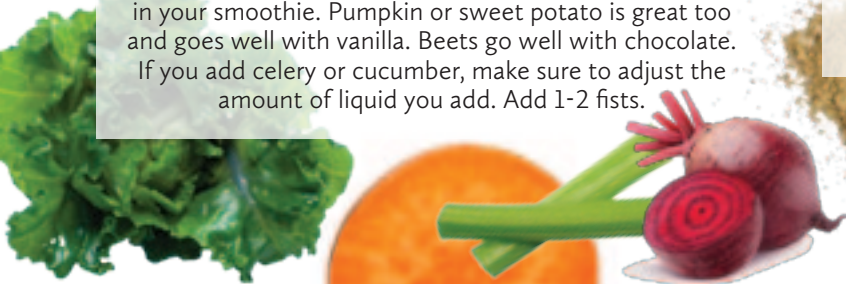 in your smoothie. Pumpkin or sweet potato is great too
and goes well with vanilla. Beets go well with chocolate.
If you add celery or cucumber, make sure to adjust the
amount of liquid you add. Add 1-2 fists.